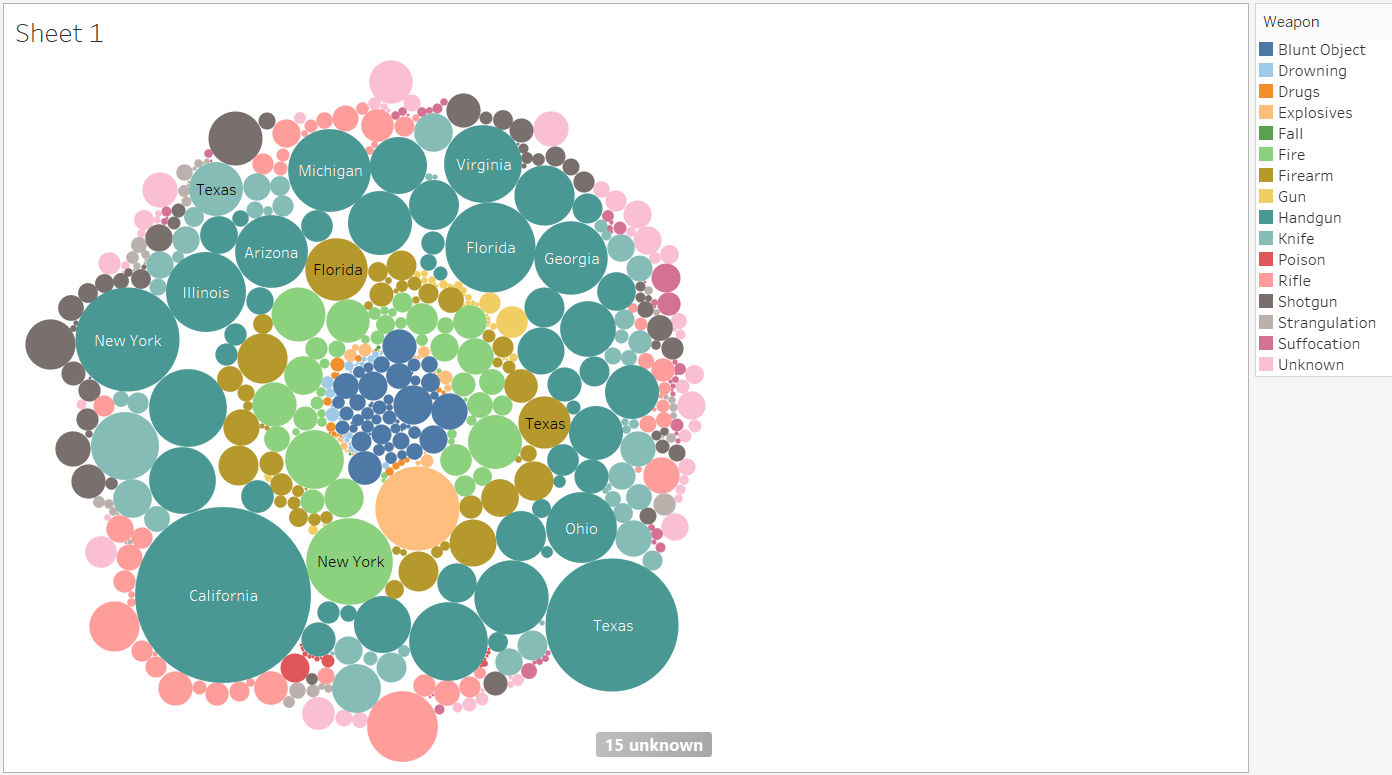 Sheet 1
Michigan
Virginia
Texas
Arizona
Florida
Florida
Georgia
Illinois
New York
Texas
Ohio
New York
California
Texas
15 unknown
Weapon
Blunt Object
Drowning
Drugs
Explosives
Fall
Fire
Firearm
Gun
Handgun
Knife
Poison
Rifle
Shotgun
Strangulation
Suffocation
Unknown